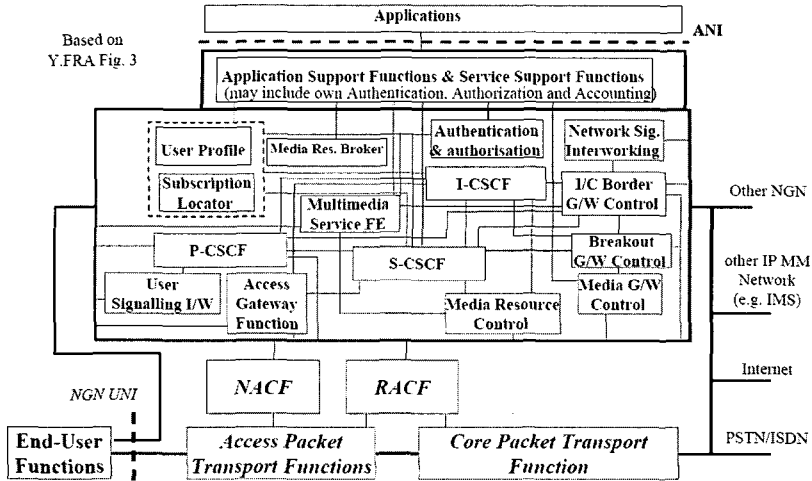 Applications
Based on
Y.FRA Fig. 3
ANI
Application Support Functions & Service Support Functions
(may include own Authentication. Authorization and Accounting)
User Profile
Media Res. Broker
Authentication
& authorisation
Network Sig.
Interworking
Subscription
Locator
I-CSCF
I/C Border
G/W Control
Other NGN
Multimedia
Service FE
P-CSCF
S-CSCF
Breakout
G/W Control
other IP MM
Network
(e.g. IMS)
User
Signalling I/W
Access
Gateway
Function
Media Resource
Control
Media G/W
Control
NACF
RACF
Internet
NGN UNI
End-User
Functions
Access Packet
Transport Functions
Core Packet Transport
Function
PSTN/ISDN